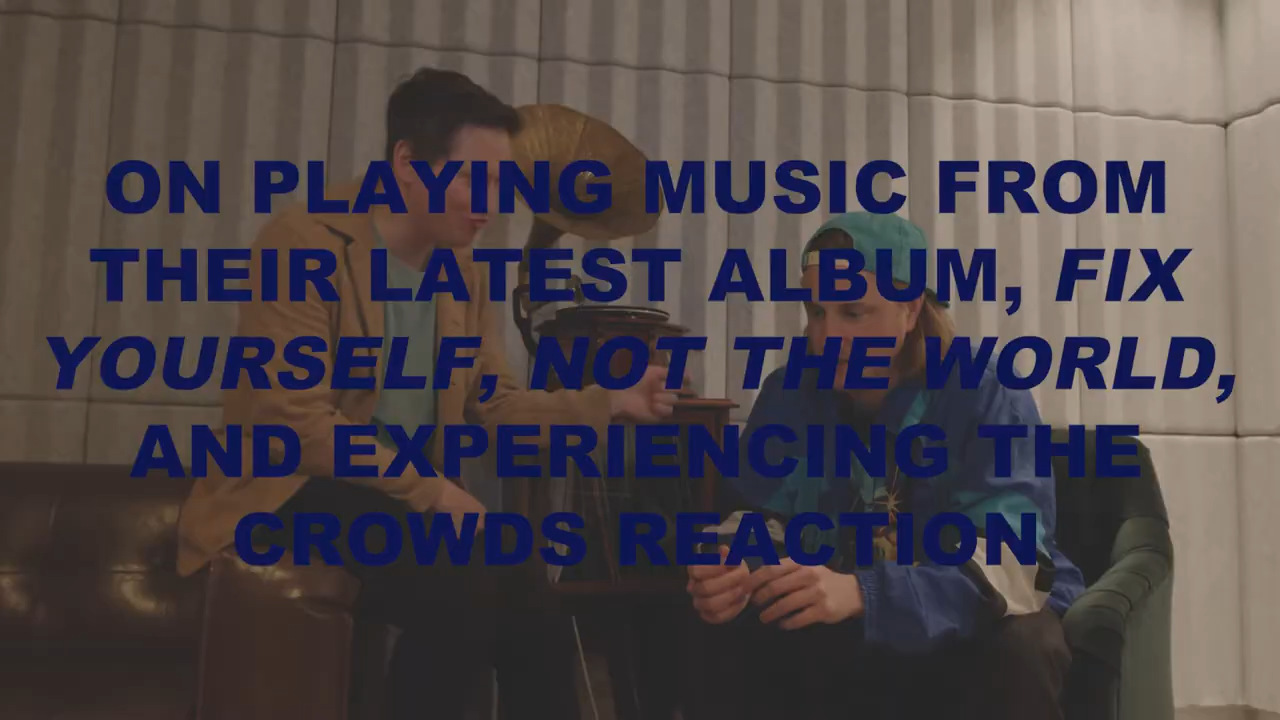 ON PLAYING MUSIC FROM
THEIR LATEST ALBUM, FIX
YOURSELF, NOT THE WORLD,
AND EXPERIENCING THE
CROWDS REACTION